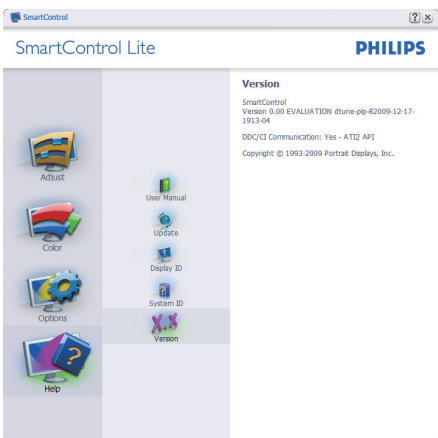 SmartControl
? x
SmartControl Lite
PHILIPS
Adjust
Color
Options
Help
User Manual
Update
Display ID
System ID
X.X
Version
Version
SmartControl
Version 0.00 EVALUATION dtune-plp-R2009-12-17-
1913-04
DDC/CI Communication: Yes - ATI2 API
Copyright © 1993-2009 Portrait Displays, Inc.